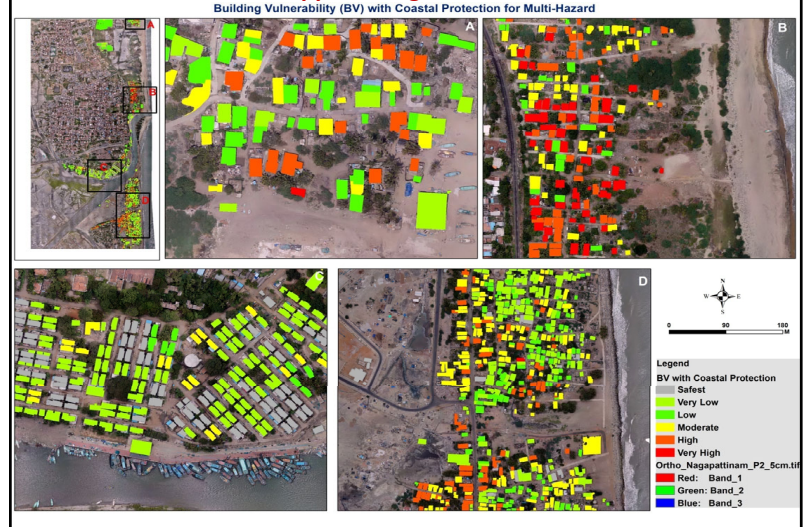 Building Vulnerability (BV) with Coastal Protection for Multi-Hazard
A
B
C
D
A
B
C
D
N
W E
S
0 90 180
M
Legend
BV with Coastal Protection
Safest
Very Low
Low
Moderate
High
Very High
Ortho_Nagapattinam_P2_5cm.tif
Red: Band_1
Green: Band_2
Blue: Band_3